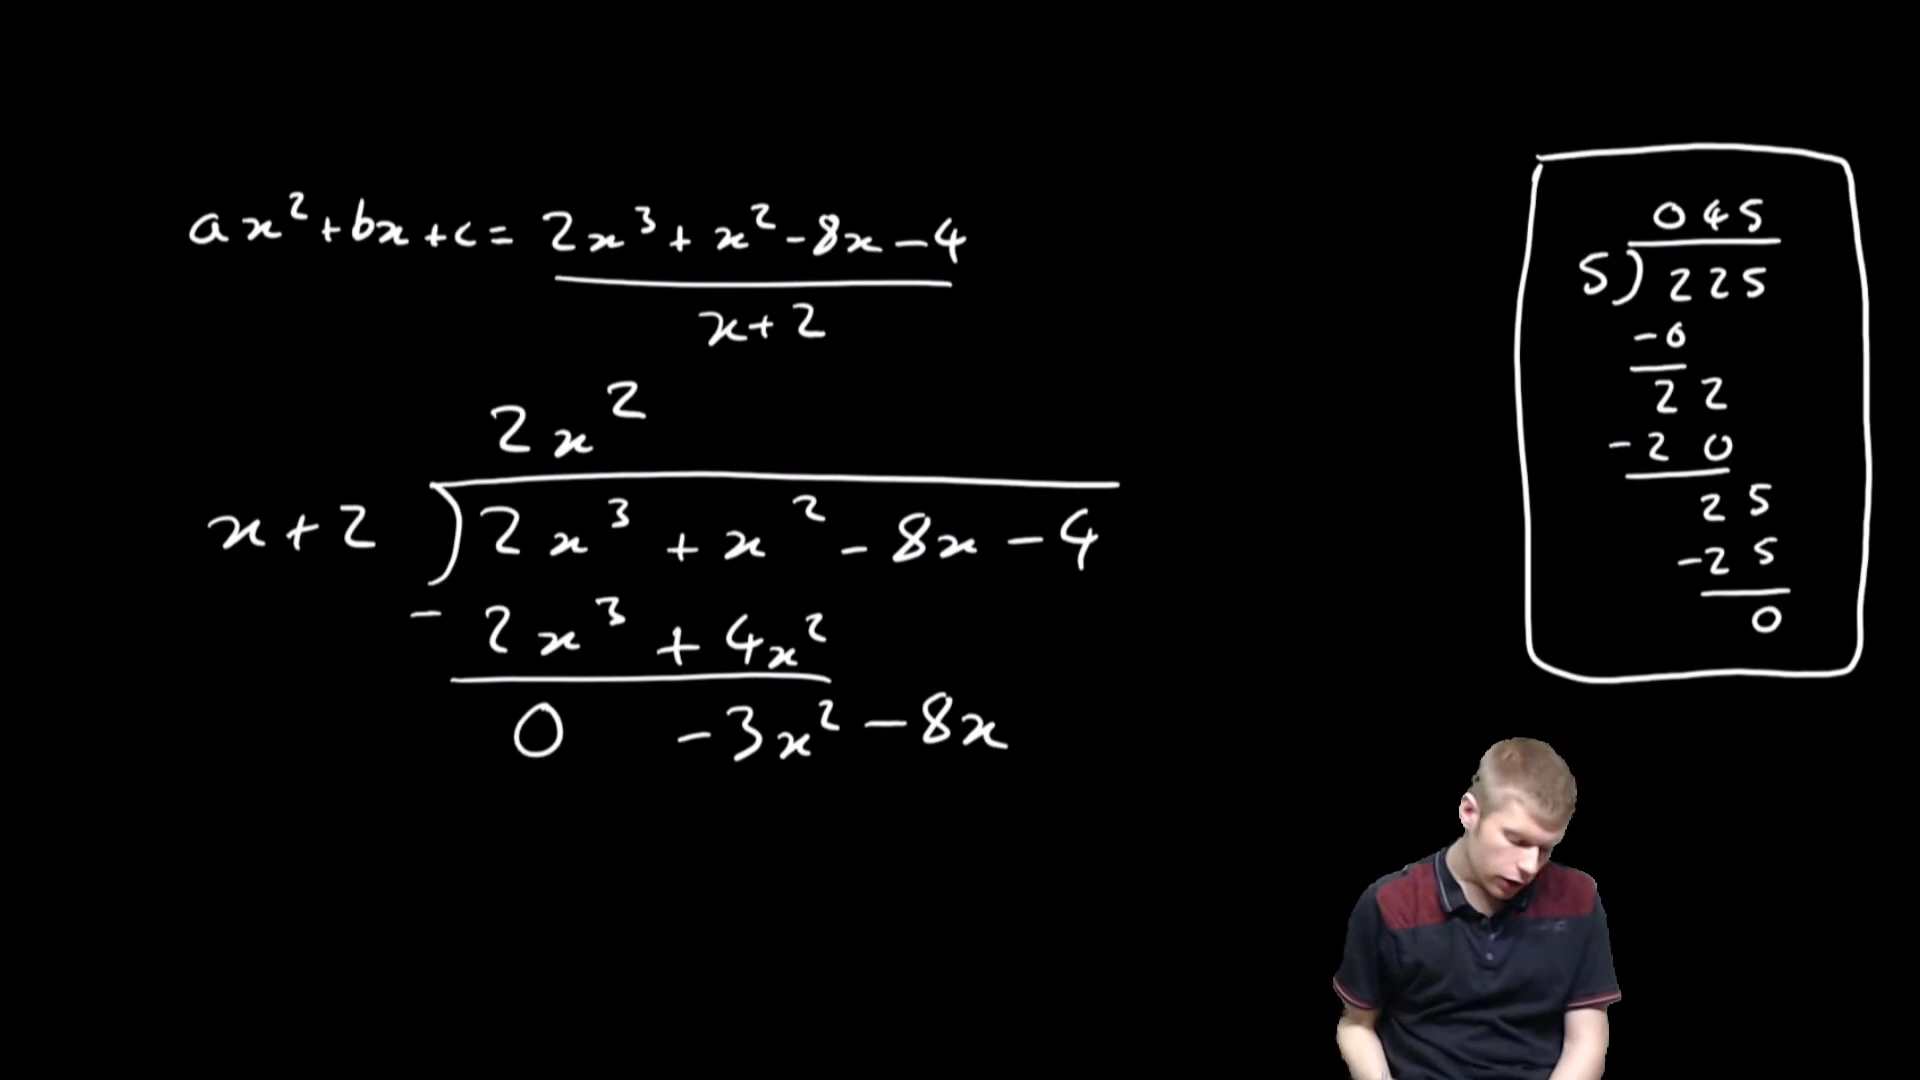 ax²+bx+c= 2x³+x²-8x-4
x+2
2x²
x+2 ) 2x³+x²-8x-4
- 2x³+4x²
0 -3x²-8x
045
5)225
-0
22
-20
25
-25
0